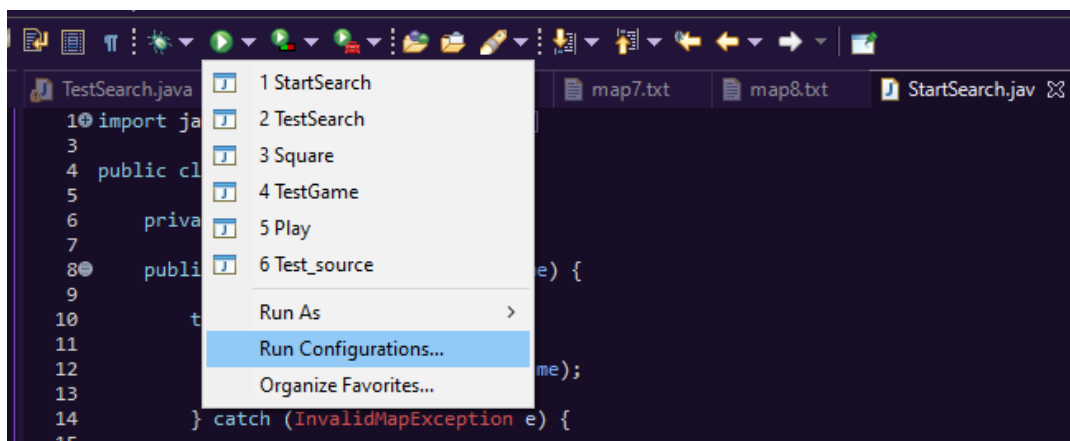 TestSearch.java map7.txt map8.txt StartSearch.jav
1 StartSearch
2 TestSearch
3 Square
4 TestGame
5 Play
6 Test_source
Run As
Run Configurations...
Organize Favorites...
1 import ja
3
4 public cl
5
6 priva
7
8 publi e) {
9
10 t
11
12 me);
13
14 } catch (InvalidMapException e) {